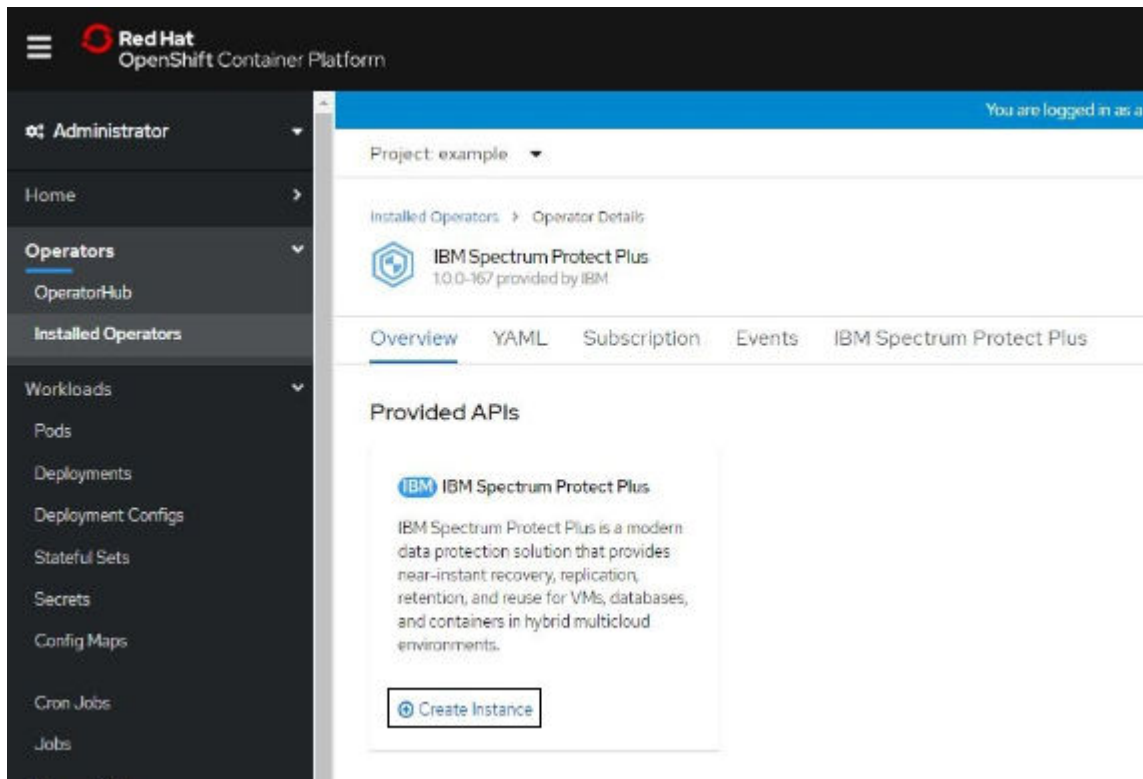 Red Hat
OpenShift Container Platform
Administrator
Home
Operators
OperatorHub
Installed Operators
Workloads
Pods
Deployments
Deployment Configs
Stateful Sets
Secrets
Config Maps
Cron Jobs
Jobs
You are logged in as a
Project: example
Installed Operators > Operator Details
IBM Spectrum Protect Plus
1.0.0-167 provided by IBM
Overview YAML Subscription Events IBM Spectrum Protect Plus
Provided APIs
IBM IBM Spectrum Protect Plus
IBM Spectrum Protect Plus is a modern
data protection solution that provides
near-instant recovery, replication,
retention, and reuse for VMs, databases,
and containers in hybrid multicloud
environments.
Create Instance